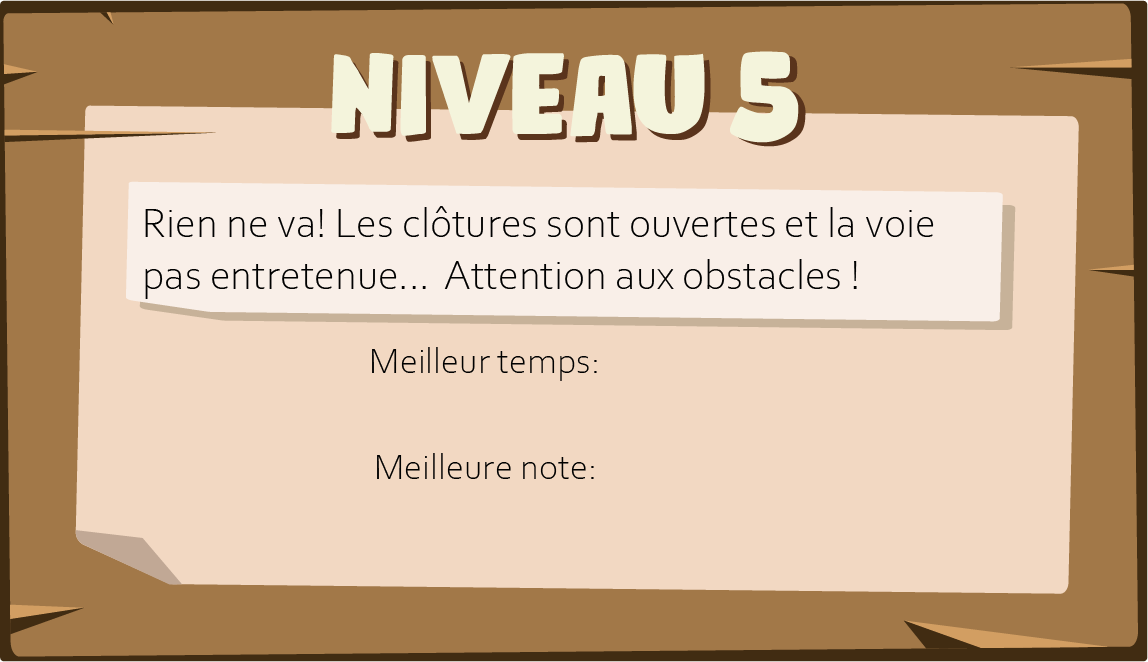 NIVEAU 5
Rien ne va! Les clôtures sont ouvertes et la voie
pas entretenue...  Attention aux obstacles !
Meilleur temps:
Meilleure note: